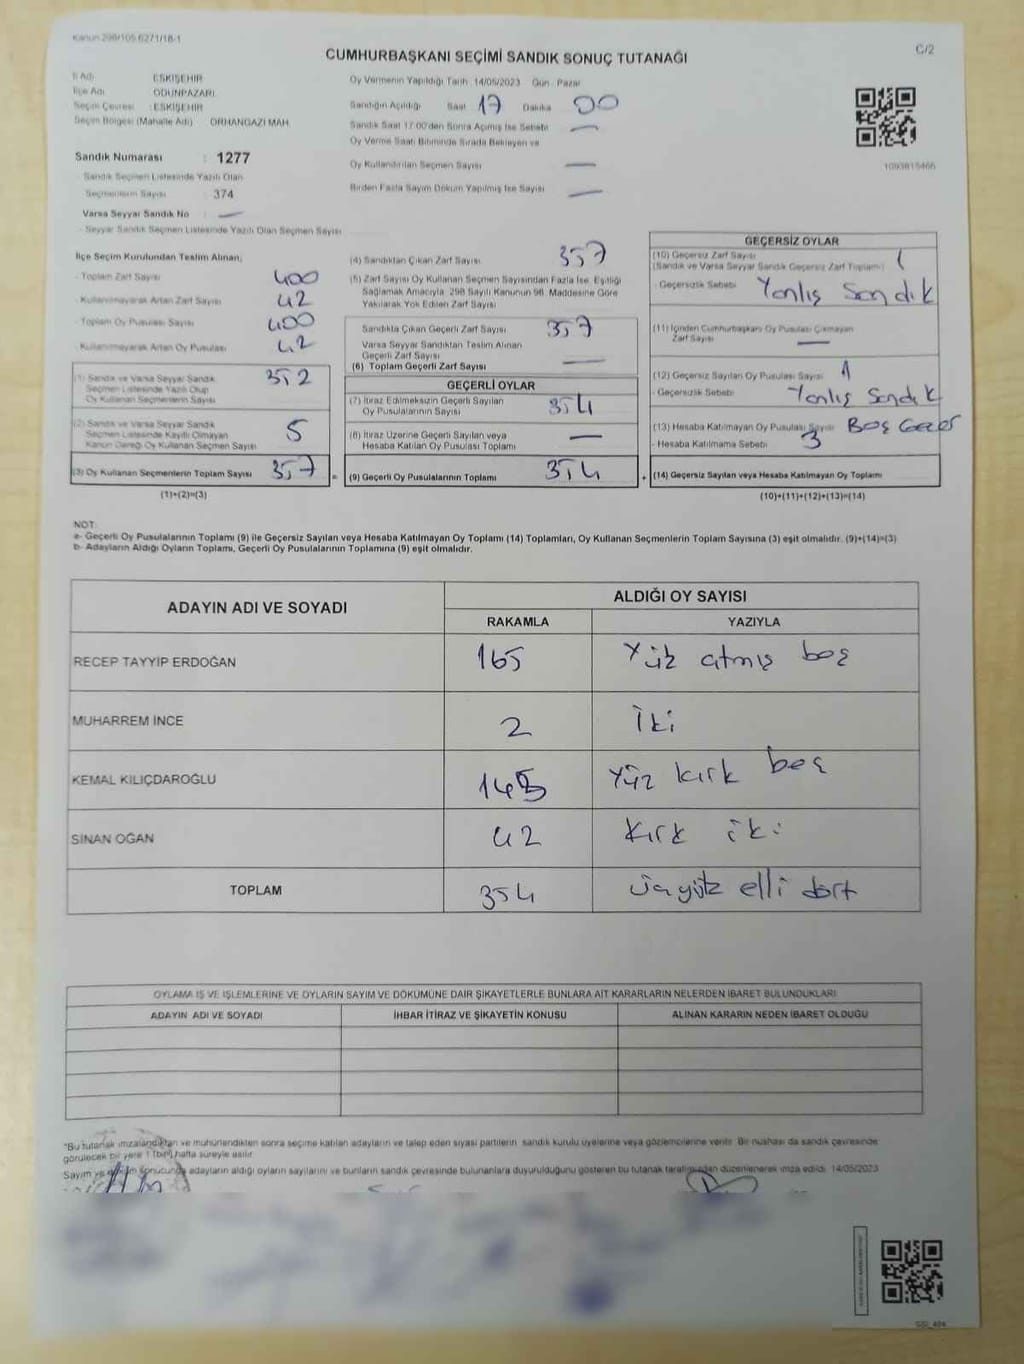 Kanun 298/105 6271/18-1
C/2
CUMHURBAŞKANI SEÇİMİ SANDIK SONUÇ TUTANAĞI
İl Adı ESKİŞEHİR
İlçe Adı ODUNPAZARI
Seçim Çevresi : ESKİŞEHİR
Seçim Bölgesi (Mahalle Adı) ORHANGAZİ MAH.
Sandık Numarası : 1277
Sandık Seçmen Listesinde Yazılı Olan
Seçmenlerin Sayısı : 374
Varsa Seyyar Sandık No : —
- Seyyar Sandık Seçmen Listesinde Yazılı Olan Seçmen Sayısı
Oy Vermenin Yapıldığı Tarih 14/05/2023 Gün Pazar
Sandığın Açıldığı Saat 17 Dakika 00
Sandık Saat 17:00'den Sonra Açılmış İse Sebebi —
Oy Verme Saati Bitiminde Sırada Bekleyen ve
Oy Kullandırılan Seçmen Sayısı —
Birden Fazla Sayım Döküm Yapılmış İse Sayısı —
1093815466
İlçe Seçim Kurulundan Teslim Alınan;
- Toplam Zarf Sayısı 400
- Kullanılmayarak Artan Zarf Sayısı 42
- Toplam Oy Pusulası Sayısı 400
- Kullanılmayarak Artan Oy Pusulası 42
(1) Sandık ve Varsa Seyyar Sandık
Seçmen Listesinde Yazılı Olup
Oy Kullanan Seçmenlerin Sayısı 352
(2) Sandık ve Varsa Seyyar Sandık
Seçmen Listesinde Kayıtlı Olmayan
Kanun Gereği Oy Kullanan Seçmen Sayısı 5
(3) Oy Kullanan Seçmenlerin Toplam Sayısı 357
(1)+(2)=(3)
(4) Sandıktan Çıkan Zarf Sayısı 357
(5) Zarf Sayısı Oy Kullanan Seçmen Sayısından Fazla İse, Eşitliği
Sağlamak Amacıyla 298 Sayılı Kanunun 98. Maddesine Göre
Yakılarak Yok Edilen Zarf Sayısı
Sandıkta Çıkan Geçerli Zarf Sayısı 357
Varsa Seyyar Sandıktan Teslim Alınan
Geçerli Zarf Sayısı —
(6) Toplam Geçerli Zarf Sayısı
GEÇERLİ OYLAR
(7) İtiraz Edilmeksizin Geçerli Sayılan
Oy Pusulalarının Sayısı 354
(8) İtiraz Üzerine Geçerli Sayılan veya
Hesaba Katılan Oy Pusulası Toplamı —
= (9) Geçerli Oy Pusulalarının Toplamı 354
GEÇERSİZ OYLAR
(10) Geçersiz Zarf Sayısı
(Sandık ve Varsa Seyyar Sandık Geçersiz Zarf Toplamı) 1
- Geçersizlik Sebebi Yanlış Sandık
(11) İçinden Cumhurbaşkanı Oy Pusulası Çıkmayan
Zarf Sayısı —
(12) Geçersiz Sayılan Oy Pusulası Sayısı 1
- Geçersizlik Sebebi Yanlış Sandık
(13) Hesaba Katılmayan Oy Pusulası Sayısı 3
- Hesaba Katılmama Sebebi Boş
+ (14) Geçersiz Sayılan veya Hesaba Katılmayan Oy Toplamı
(10)+(11)+(12)+(13)=(14)
NOT:
a- Geçerli Oy Pusulalarının Toplamı (9) ile Geçersiz Sayılan veya Hesaba Katılmayan Oy Toplamı (14) Toplamları, Oy Kullanan Seçmenlerin Toplam Sayısına (3) eşit olmalıdır. (9)+(14)=(3)
b- Adayların Aldığı Oyların Toplamı, Geçerli Oy Pusulalarının Toplamına (9) eşit olmalıdır.
ADAYIN ADI VE SOYADI ALDIĞI OY SAYISI
RAKAMLA YAZIYLA
RECEP TAYYİP ERDOĞAN 165 Yüz atmış beş
MUHARREM İNCE 2 İki
KEMAL KILIÇDAROĞLU 145 Yüz kırk beş
SİNAN OĞAN 42 Kırk iki
TOPLAM 354 üçyüz elli dört
OYLAMA İŞ VE İŞLEMLERİNE VE OYLARIN SAYIM VE DÖKÜMÜNE DAİR ŞİKAYETLERLE BUNLARA AİT KARARLARIN NELERDEN İBARET BULUNDUKLARI
ADAYIN ADI VE SOYADI İHBAR İTİRAZ VE ŞİKAYETİN KONUSU ALINAN KARARIN NEDEN İBARET OLDUĞU
"Bu tutanak imzalandıktan ve mühürlendikten sonra seçime katılan adayların ve talep eden siyasi partilerin sandık kurulu üyelerine veya gözlemcilerine verilir. Bir nüshası da sandık çevresinde
görülecek bir yere 1 (bir) hafta süreyle asılır.
Sayım ve döküm sonucunda adayların aldığı oyların sayılarını ve bunların sandık çevresinde bulunanlara duyurulduğunu gösteren bu tutanak tarafımızdan düzenlenerek imza edildi. 14/05/2023